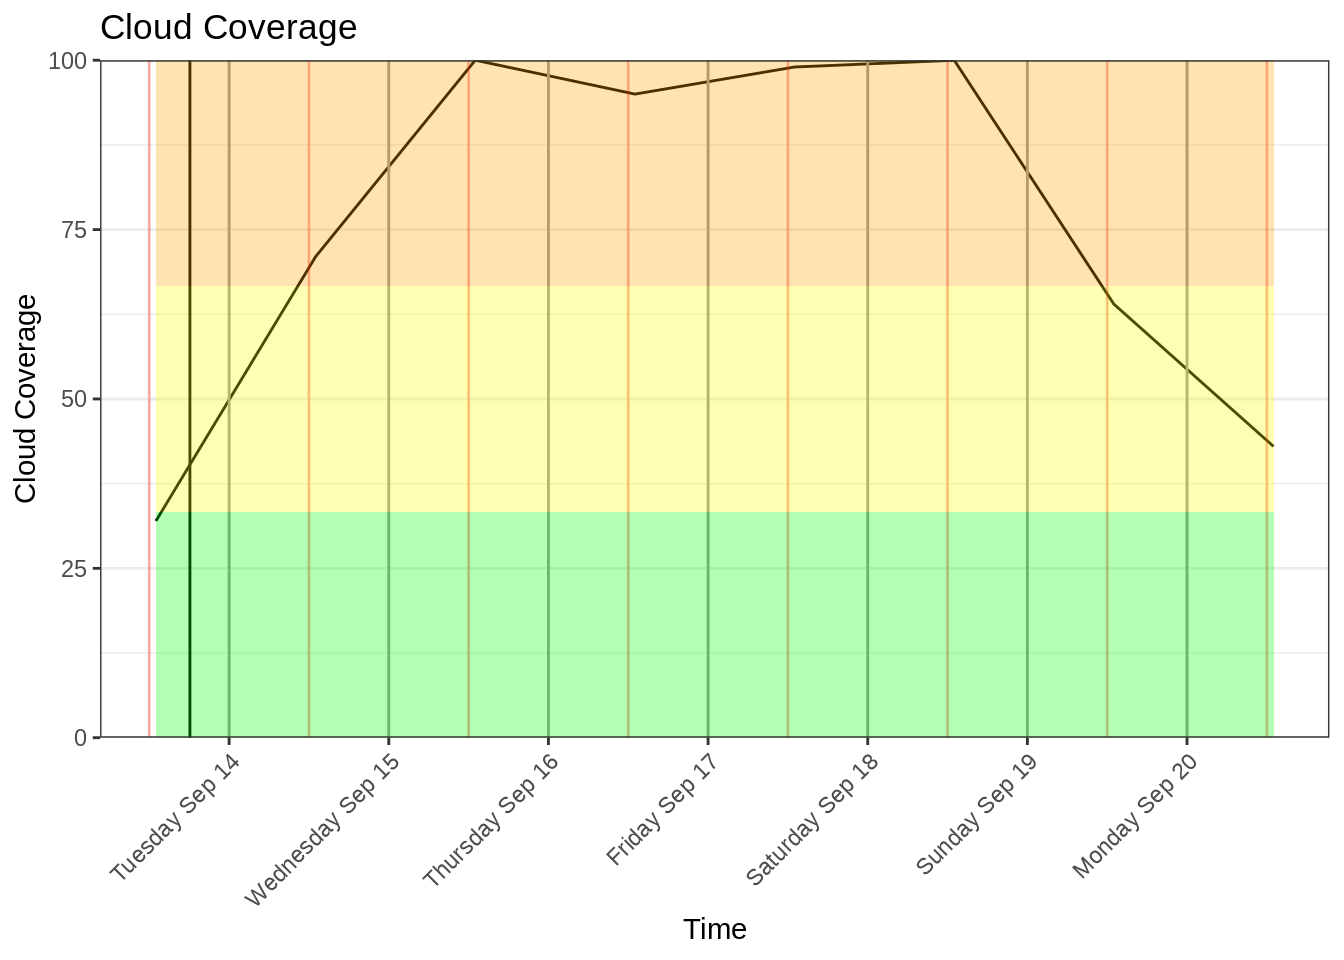 Cloud Coverage
100
75
50
25
0
Cloud Coverage
Tuesday Sep 14
Wednesday Sep 15
Thursday Sep 16
Friday Sep 17
Saturday Sep 18
Sunday Sep 19
Monday Sep 20
Time